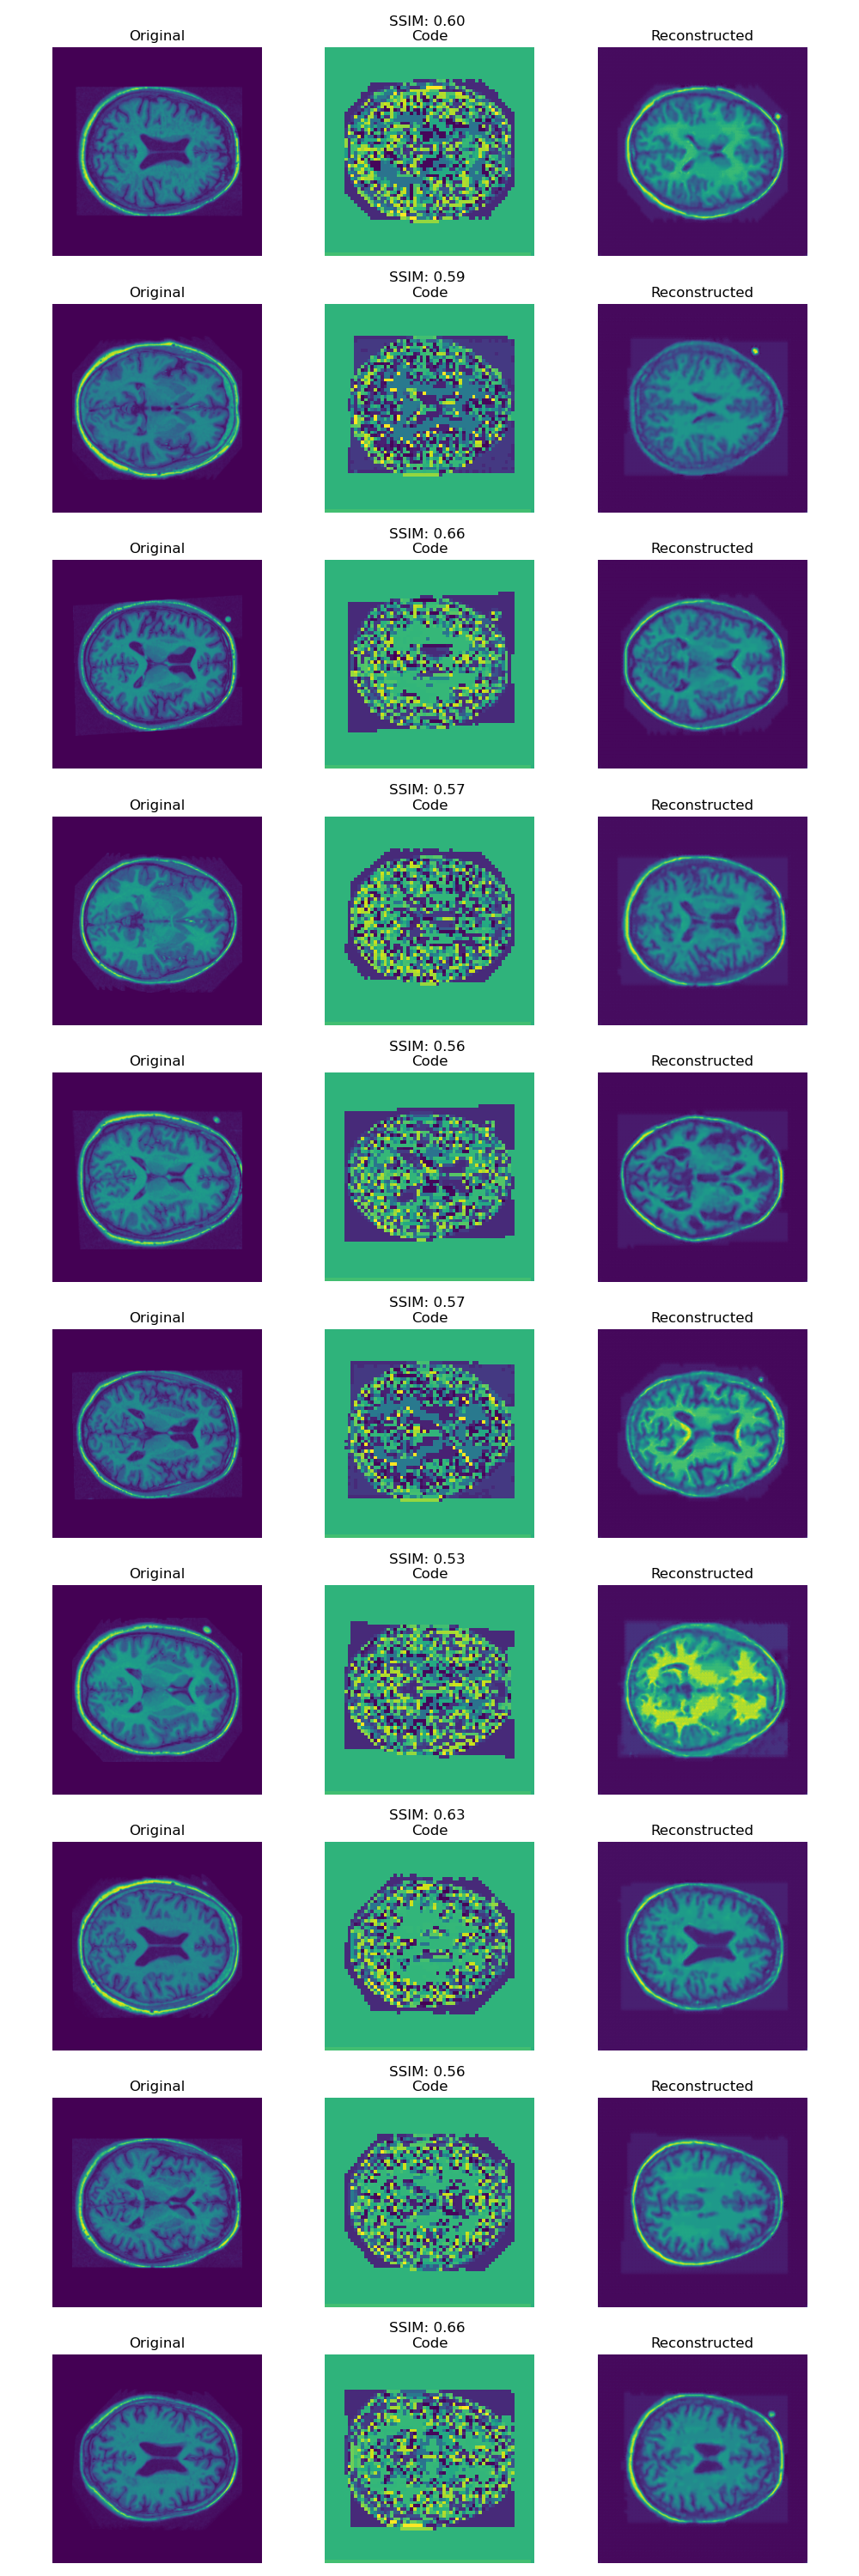 Original
SSIM: 0.60
Code
Reconstructed
Original
SSIM: 0.59
Code
Reconstructed
Original
SSIM: 0.66
Code
Reconstructed
Original
SSIM: 0.57
Code
Reconstructed
Original
SSIM: 0.56
Code
Reconstructed
Original
SSIM: 0.57
Code
Reconstructed
Original
SSIM: 0.53
Code
Reconstructed
Original
SSIM: 0.63
Code
Reconstructed
Original
SSIM: 0.56
Code
Reconstructed
Original
SSIM: 0.66
Code
Reconstructed